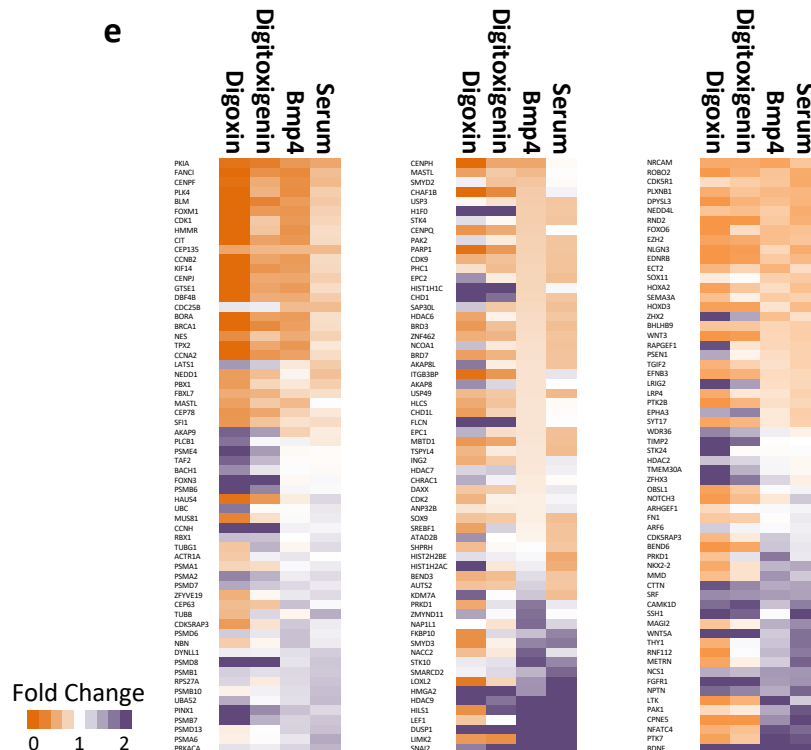 e
Digoxin
Digitoxigenin
Bmp4
Serum
PKIA
FANCI
CENPF
PLK4
BLM
FOXM1
CDK1
HMMR
CIT
CEP135
CCNB2
KIF14
CENPJ
GTSE1
DBF4B
CDC25B
BORA
BRCA1
NES
TPX2
CCNA2
LATS1
NEDD1
PBX1
FBXL7
MASTL
CEP78
SFI1
AKAP9
PLCB1
PSME4
TAF2
BACH1
FOXN3
PSMB6
HAUS4
UBC
MUS81
CCNH
RBX1
TUBG1
ACTR1A
PSMA1
PSMA2
PSMD7
ZFYVE19
CEP63
TUBB
CDK5RAP3
PSMD6
NBN
DYNLL1
PSMD8
PSMB1
RPS27A
PSMB10
UBA52
PINX1
PSMB7
PSMD13
PSMA6
PRKACA
Digoxin
Digitoxigenin
Bmp4
Serum
CENPH
MASTL
SMYD2
CHAF1B
USP3
H1F0
STK4
CENPQ
PAK2
PARP1
CDK9
PHC1
EPC2
HIST1H1C
CHD1
SAP30L
HDAC6
BRD3
ZNF462
NCOA1
BRD7
AKAP8L
ITGB3BP
AKAP8
USP49
HLCS
CHD1L
FLCN
EPC1
MBTD1
TSPYL4
ING2
HDAC7
CHRAC1
DAXX
CDK2
ANP32B
SOX9
SREBF1
ATAD2B
SHPRH
HIST2H2BE
HIST1H2AC
BEND3
AUTS2
KDM7A
PRKD1
ZMYND11
NAP1L1
FKBP10
SMYD3
NACC2
STK10
SMARCD2
LOXL2
HMGA2
HDAC9
HILS1
LEF1
DUSP1
LIMK2
SNAI2
Digoxin
Digitoxigenin
Bmp4
Serum
NRCAM
ROBO2
CDK5R1
PLXNB1
DPYSL3
NEDD4L
RND2
FOXO6
EZH2
NLGN3
EDNRB
ECT2
SOX11
HOXA2
SEMA3A
HOXD3
ZHX2
BHLHB9
WNT3
RAPGEF1
PSEN1
TGIF2
EFNB3
LRIG2
LRP4
PTK2B
EPHA3
SYT17
WDR36
TIMP2
STK24
HDAC2
TMEM30A
ZFHX3
OBSL1
NOTCH3
ARHGEF1
FN1
ARF6
CDK5RAP3
BEND6
PRKD1
NKX2-2
MMD
CTTN
SRF
CAMK1D
SSH1
MAGI2
WNT5A
THY1
RNF112
METRN
NCS1
FGFR1
NPTN
LTK
PAK1
CPNE5
NFATC4
PTK7
BDNF
Fold Change
0 1 2